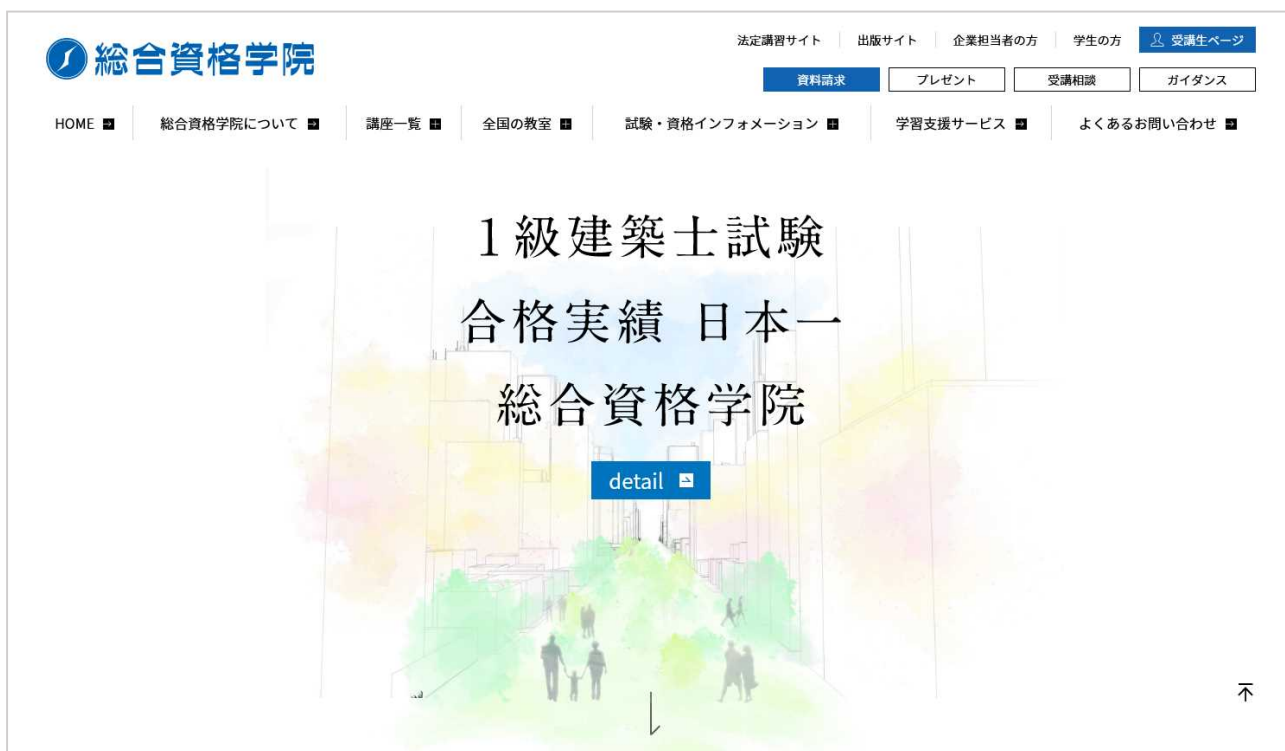 総合資格学院
法定講習サイト 出版サイト 企業担当者の方 学生の方 受講生ページ
資料請求 プレゼント 受講相談 ガイダンス
HOME 総合資格学院について 講座一覧 全国の教室 試験・資格インフォメーション 学習支援サービス よくあるお問い合わせ
1級建築士試験
合格実績 日本一
総合資格学院
detail